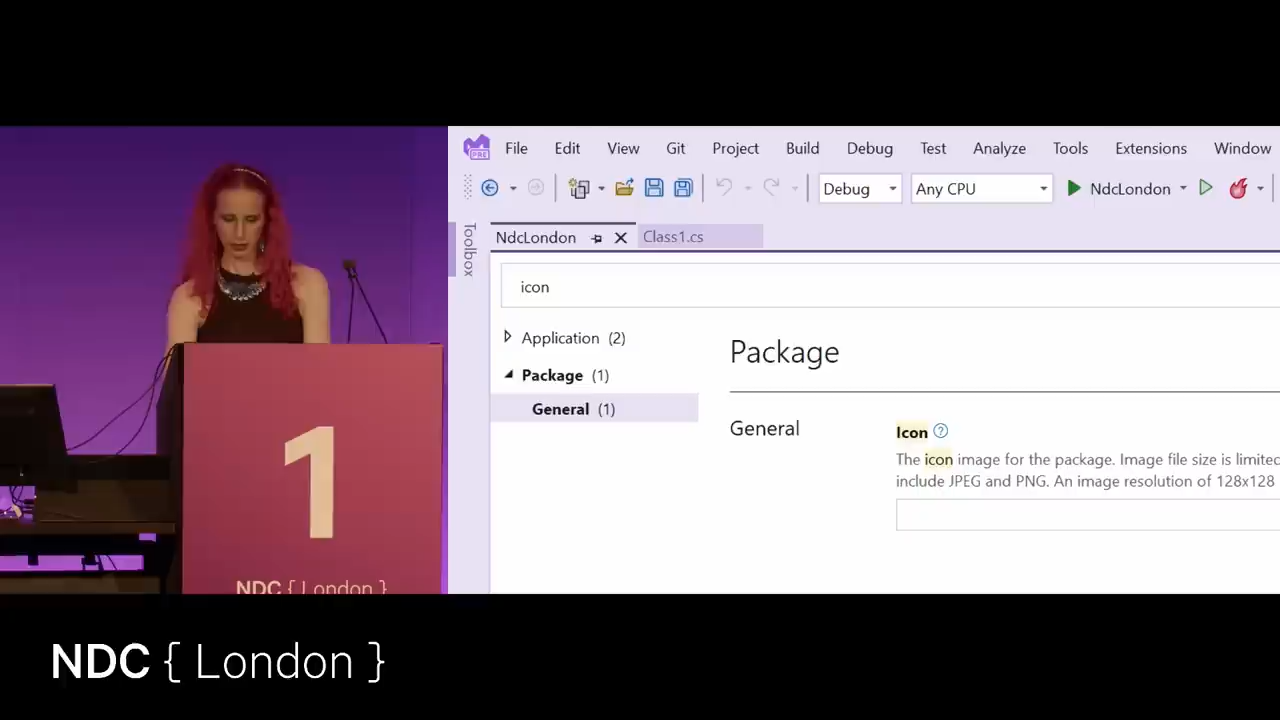 PRE
File Edit View Git Project Build Debug Test Analyze Tools Extensions Window
Debug Any CPU NdcLondon
Toolbox
NdcLondon Class1.cs
icon
Application (2)
Package (1)
General (1)
Package
General
Icon
The icon image for the package. Image file size is limited
include JPEG and PNG. An image resolution of 128x128
1
NDC { London }
NDC { London }